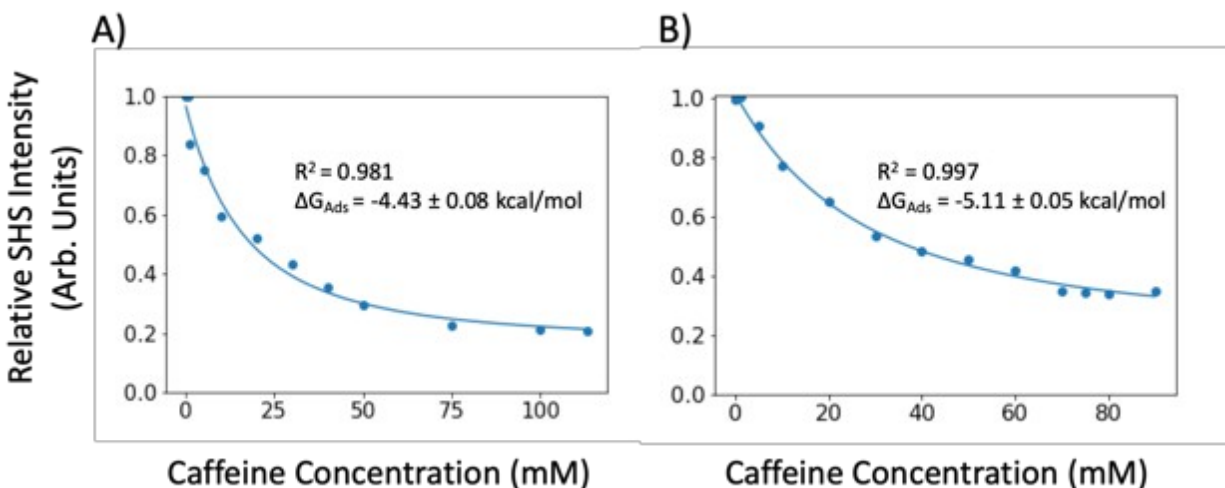 A)
B)
Relative SHS Intensity
(Arb. Units)
1.0
0.8
0.6
0.4
0.2
0.0
R² = 0.981
ΔG_Ads = -4.43 ± 0.08 kcal/mol
0 25 50 75 100
Caffeine Concentration (mM)
1.0
0.8
0.6
0.4
0.2
0.0
R² = 0.997
ΔG_Ads = -5.11 ± 0.05 kcal/mol
0 20 40 60 80
Caffeine Concentration (mM)